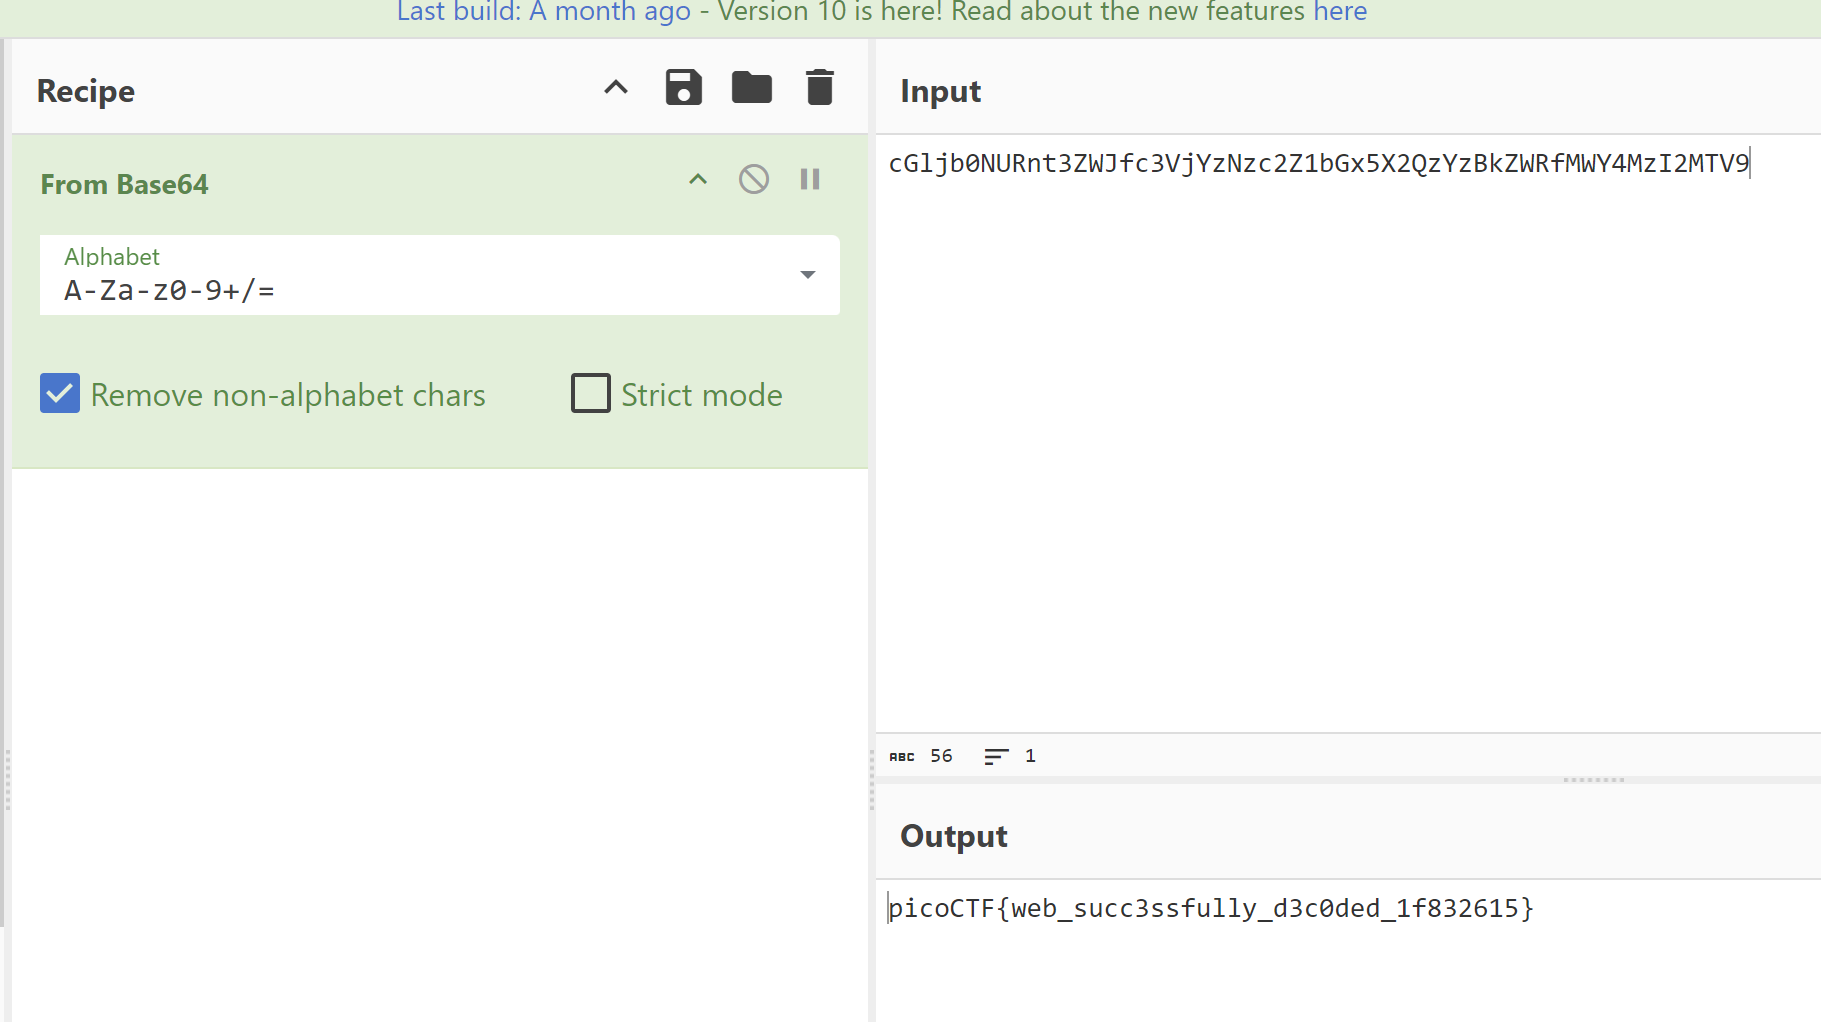 Last build: A month ago - Version 10 is here! Read about the new features here
Recipe
From Base64
Alphabet
A-Za-z0-9+/=
Remove non-alphabet chars
Strict mode
Input
cGljb0NURnt3ZWJfc3VjYzNzc2Z1bGx5X2QzYzBkZWRfMWY4MzI2MTV9
ABC 56 1
Output
picoCTF{web_succ3ssfully_d3c0ded_1f832615}